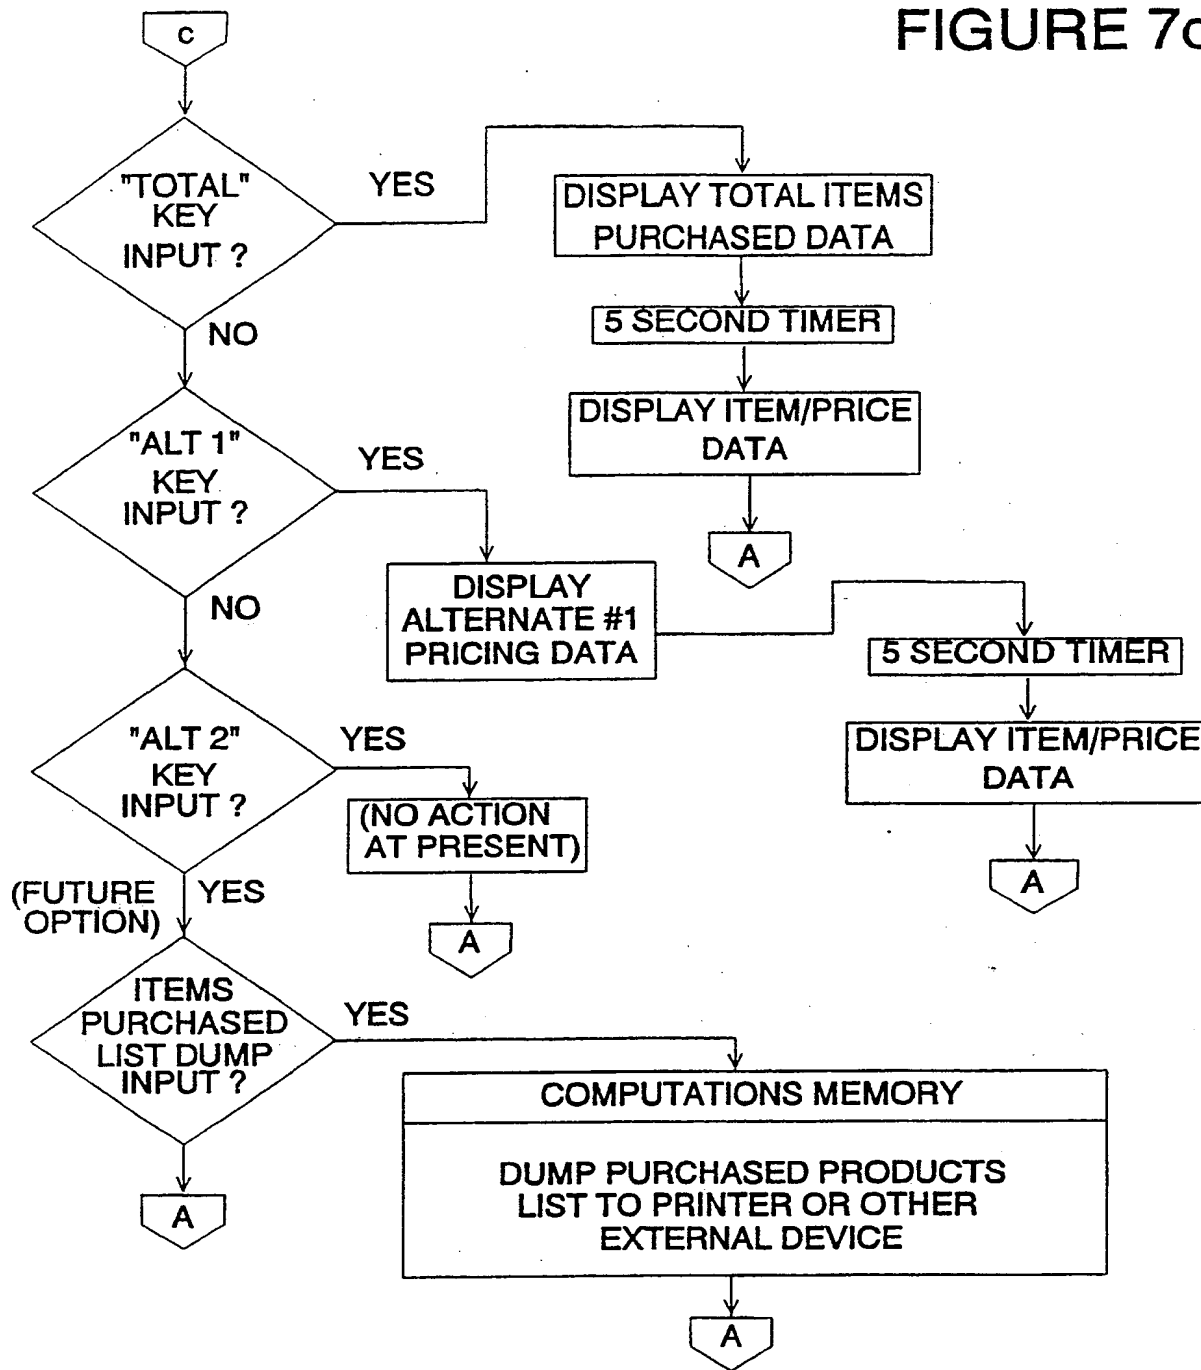 FIGURE 7c
c
"TOTAL"
KEY
INPUT ?
YES
DISPLAY TOTAL ITEMS
PURCHASED DATA
NO
5 SECOND TIMER
DISPLAY ITEM/PRICE
DATA
A
"ALT 1"
KEY
INPUT ?
YES
DISPLAY
ALTERNATE #1
PRICING DATA
NO
5 SECOND TIMER
DISPLAY ITEM/PRICE
DATA
A
"ALT 2"
KEY
INPUT ?
YES
(NO ACTION
AT PRESENT)
A
(FUTURE
OPTION)
YES
ITEMS
PURCHASED
LIST DUMP
INPUT ?
YES
COMPUTATIONS MEMORY
DUMP PURCHASED PRODUCTS
LIST TO PRINTER OR OTHER
EXTERNAL DEVICE
A
A